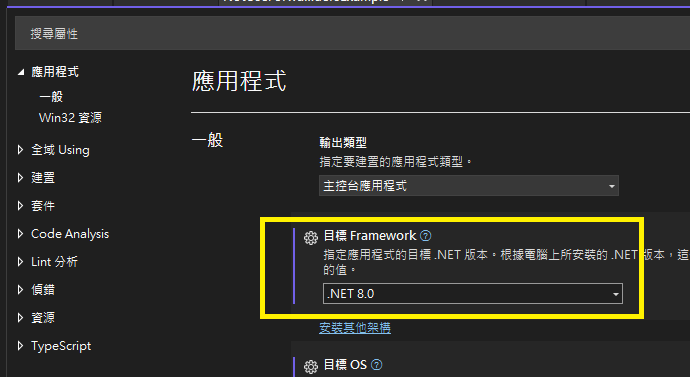 搜尋屬性
應用程式
一般
Win32 資源
全域 Using
建置
套件
Code Analysis
Lint 分析
偵錯
資源
TypeScript
應用程式
一般
輸出類型
指定要建置的應用程式類型。
主控台應用程式
目標 Framework
指定應用程式的目標 .NET 版本。根據電腦上所安裝的 .NET 版本，這
的值。
.NET 8.0
安裝其他架構
目標 OS